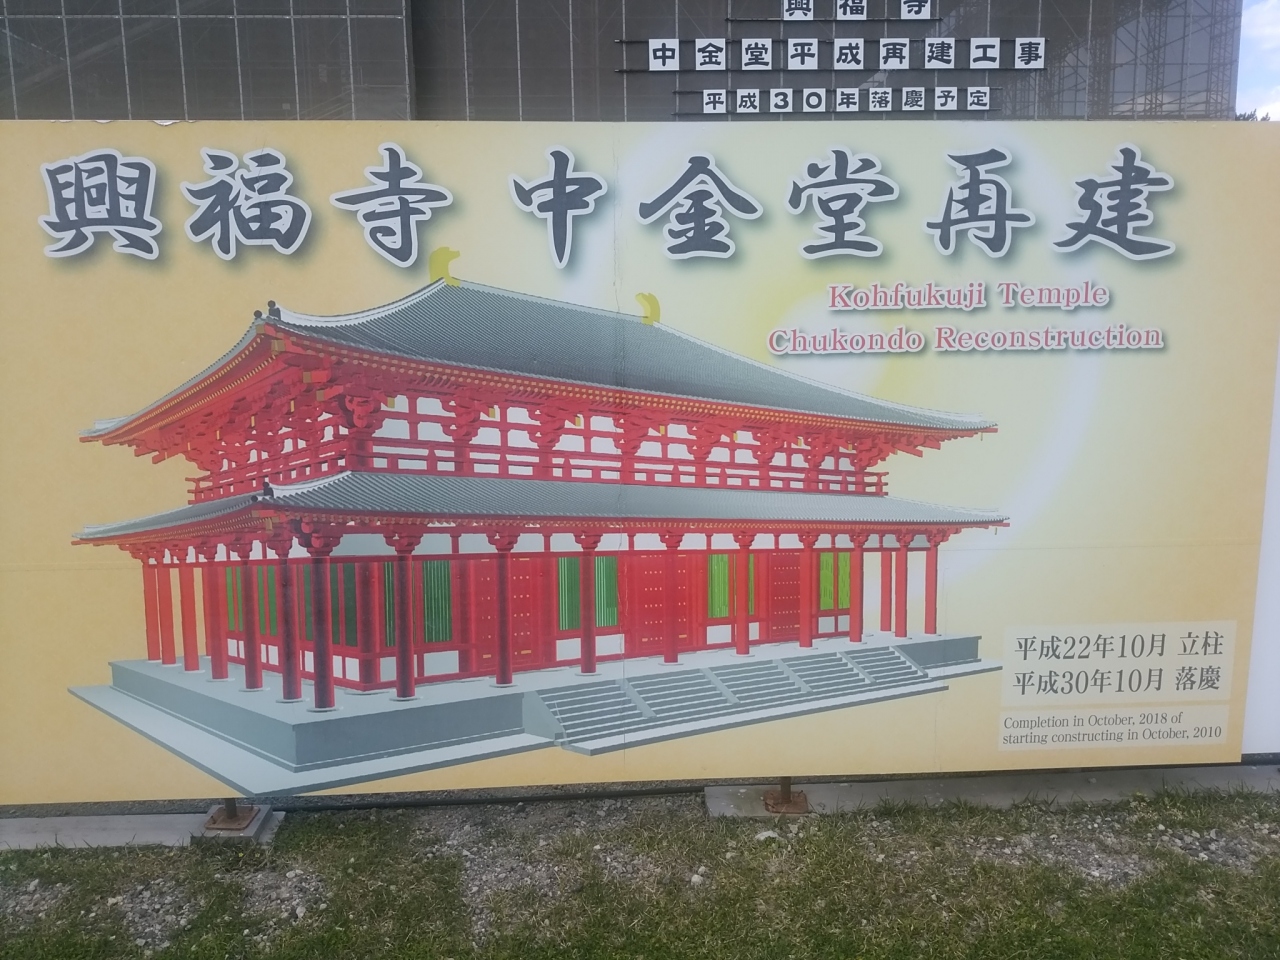 興福寺
中金堂平成再建工事
平成30年落慶予定
興福寺 中金堂再建
Kohfukuji Temple
Chukondo Reconstruction
平成22年10月 立柱
平成30年10月 落慶
Completion in October, 2018 of
starting constructing in October, 2010